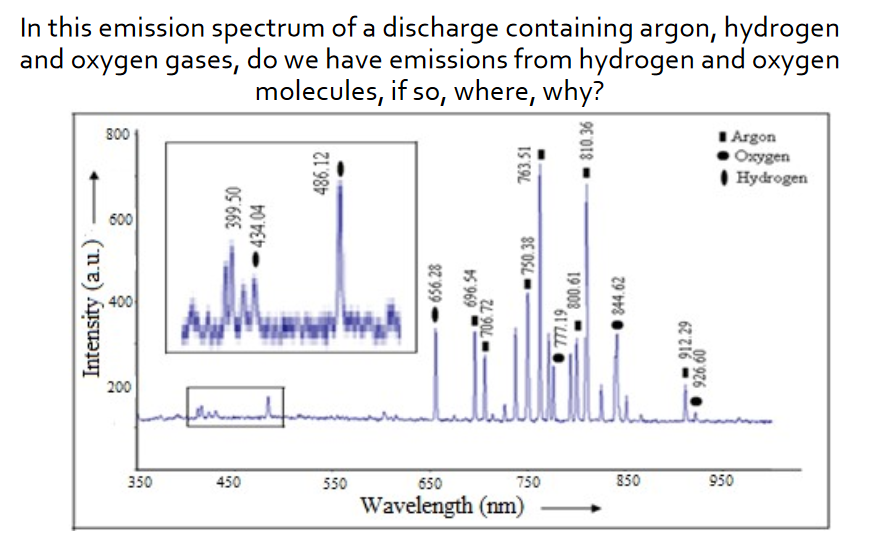 In this emission spectrum of a discharge containing argon, hydrogen
and oxygen gases, do we have emissions from hydrogen and oxygen
molecules, if so, where, why?
800
600
400
200
Intensity (a.u.)
399.50
434.04
486.12
656.28
696.54
706.72
750.38
763.51
777.19
800.61
810.36
844.62
912.29
926.60
Argon
Oxygen
Hydrogen
350 450 550 650 750 850 950
Wavelength (nm)